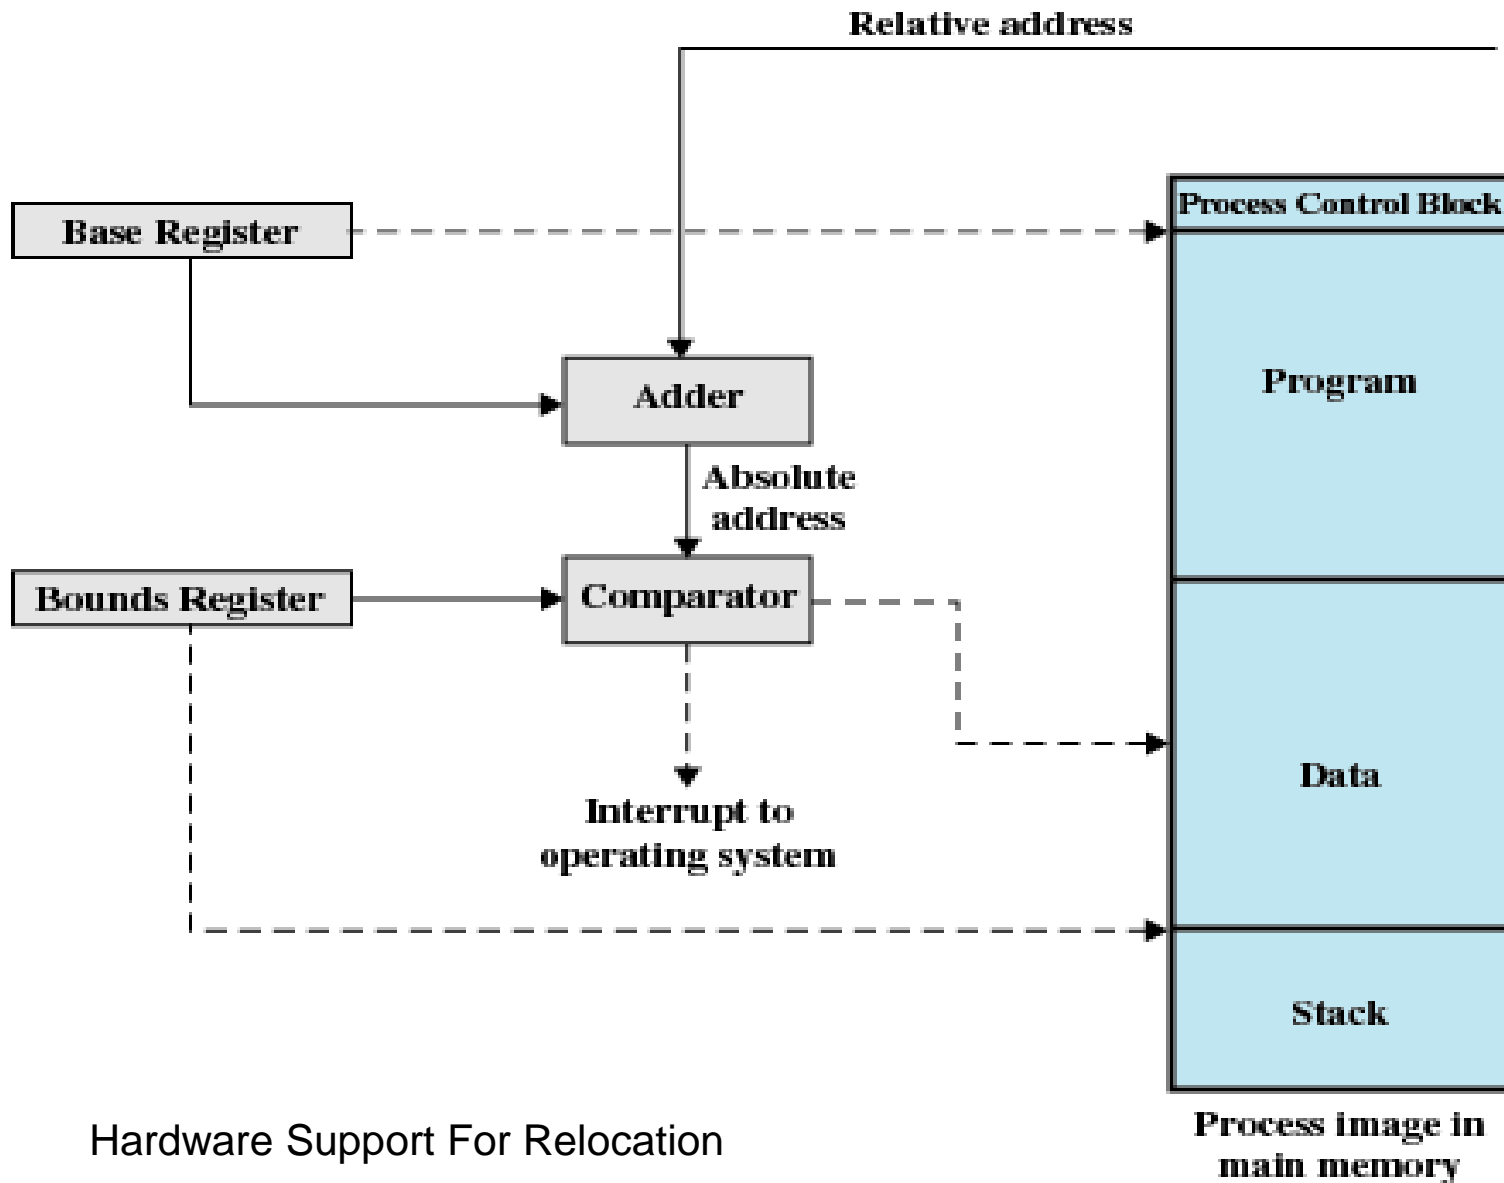 Relative address
Process Control Block
Base Register
Program
Adder
Absolute
address
Bounds Register
Comparator
Data
Interrupt to
operating system
Stack
Hardware Support For Relocation
Process image in
main memory